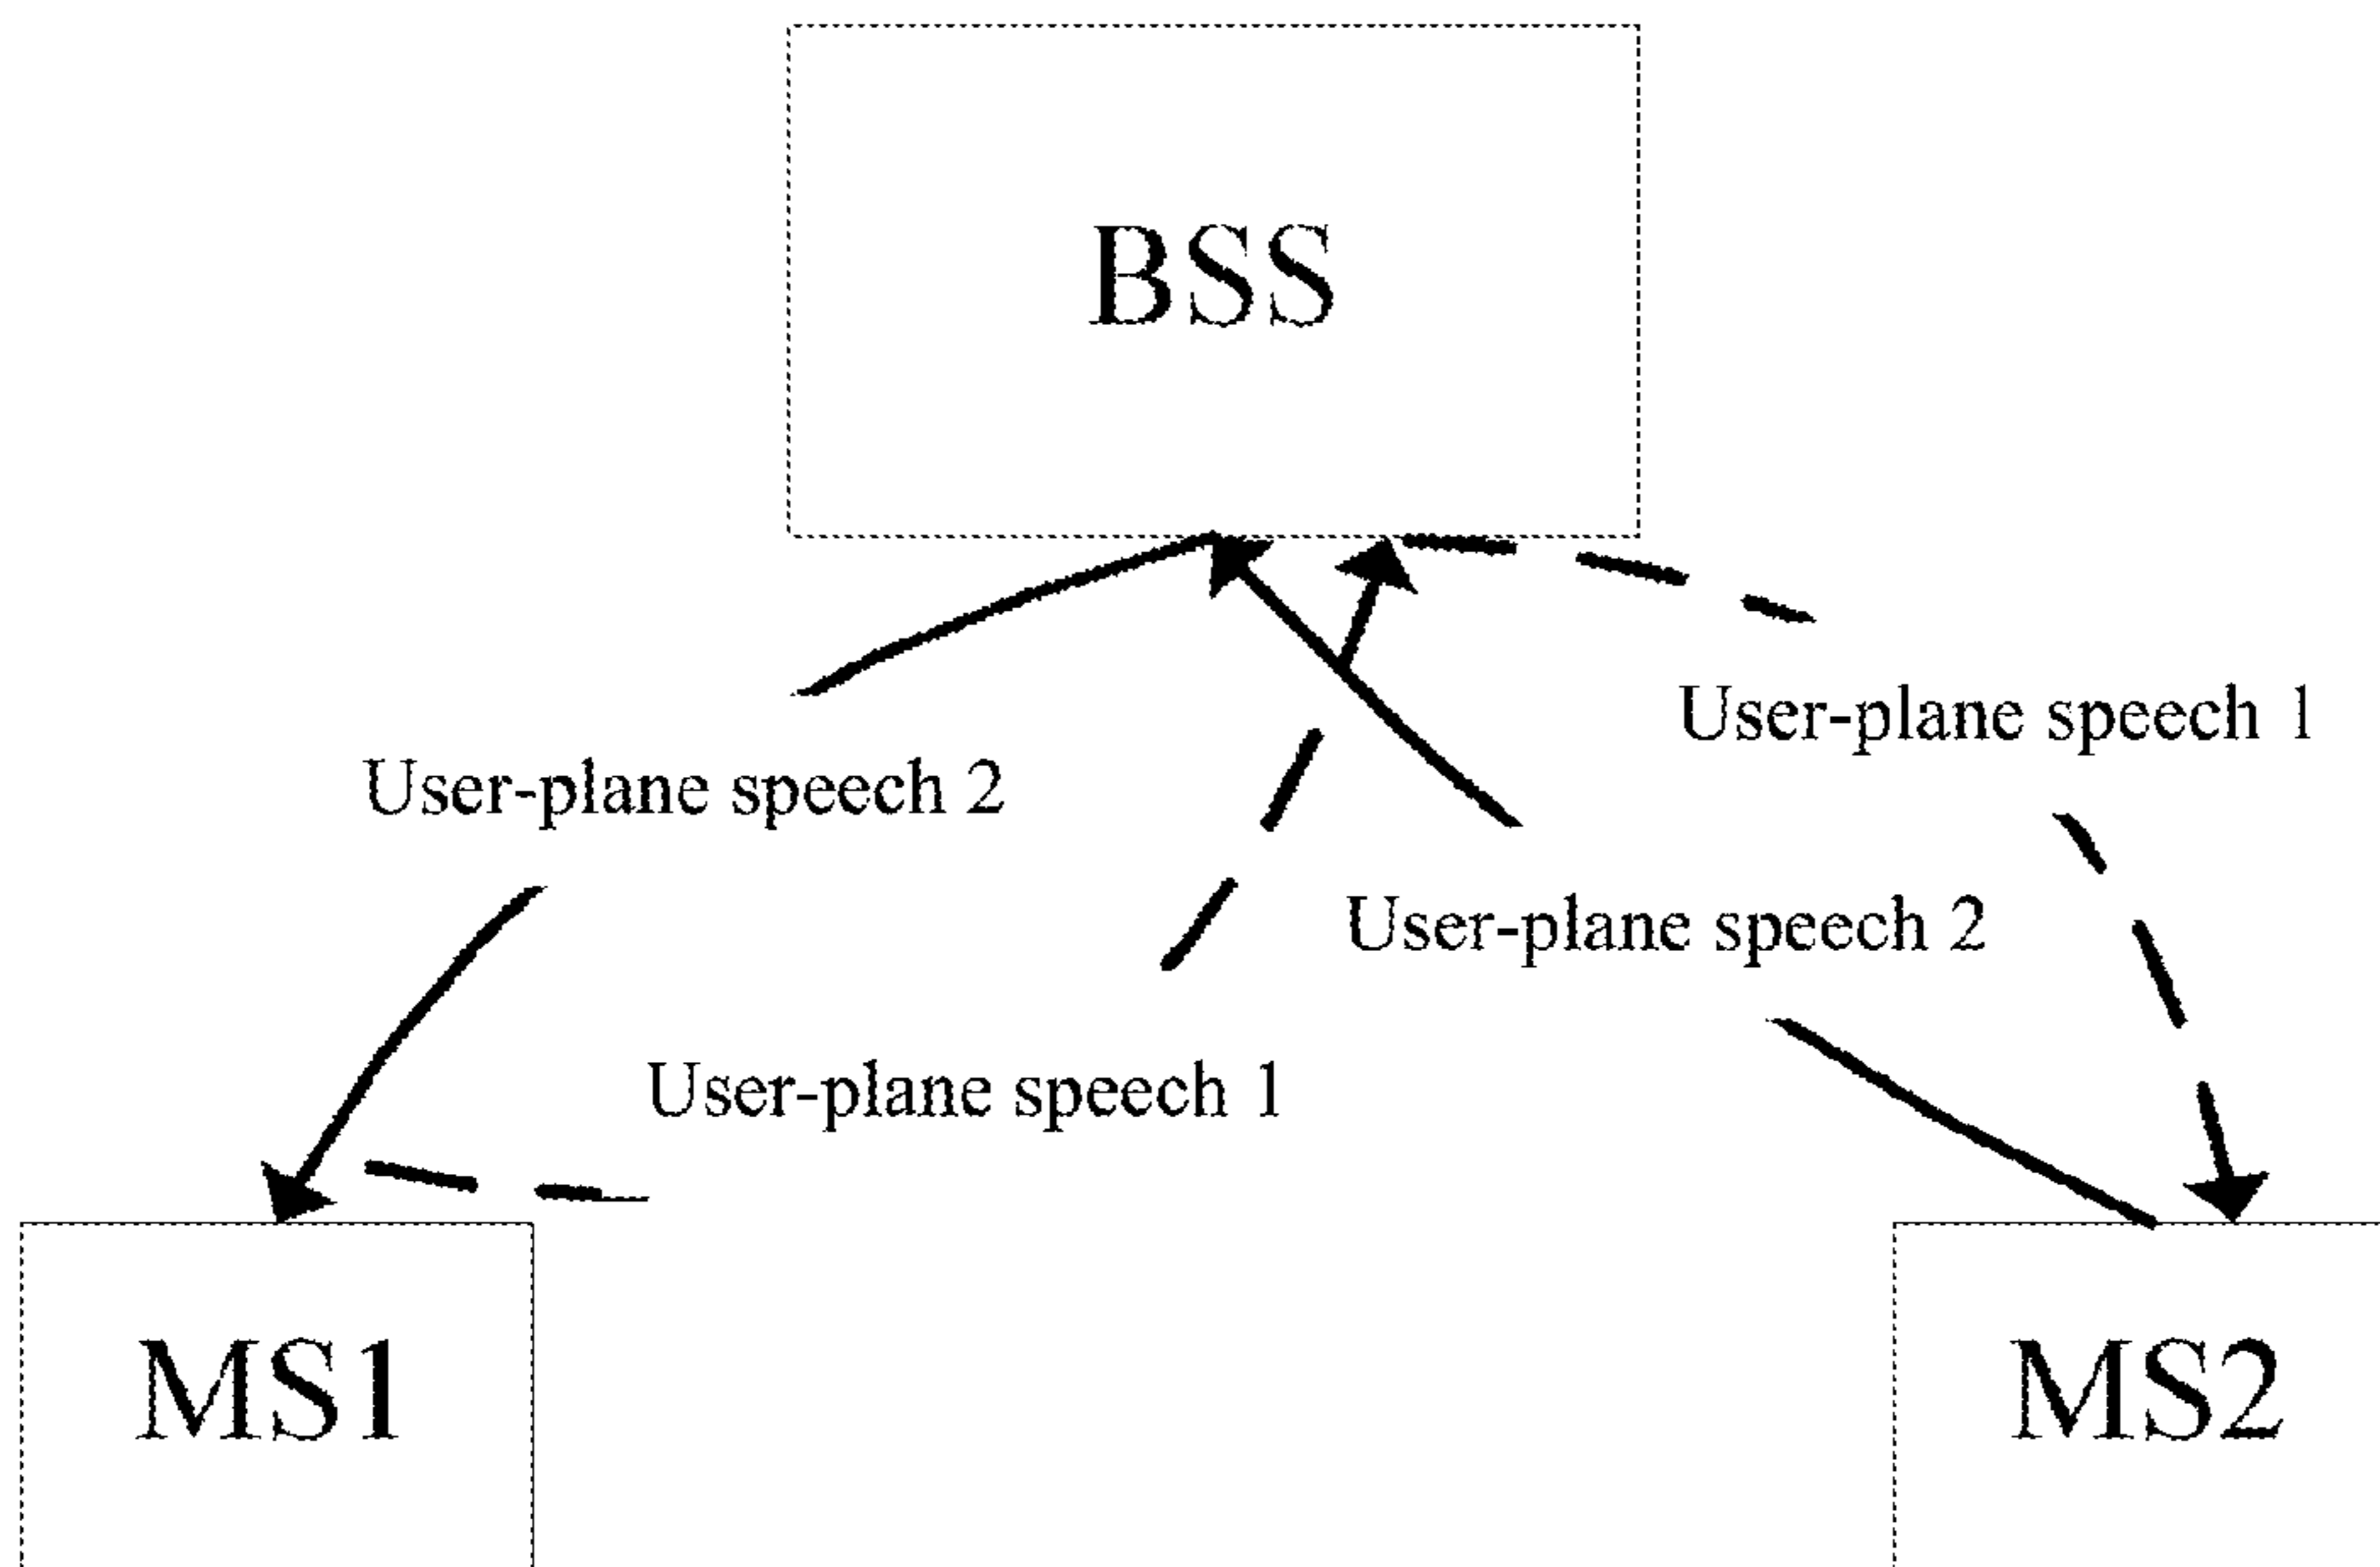 BSS
User-plane speech 1
User-plane speech 2
User-plane speech 2
User-plane speech 1
MS1
MS2